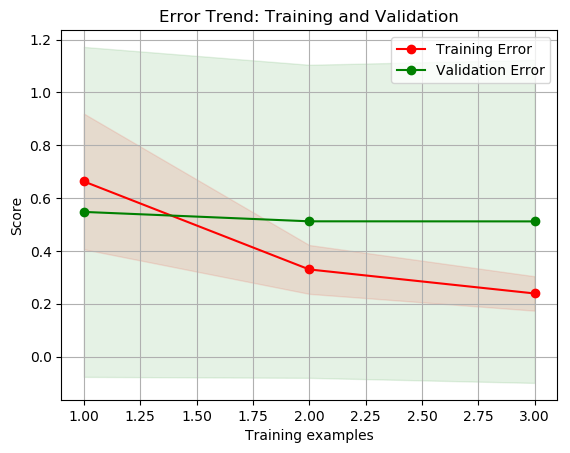 Error Trend: Training and Validation
Training Error
Validation Error
1.2
1.0
0.8
0.6
0.4
0.2
0.0
Score
1.00 1.25 1.50 1.75 2.00 2.25 2.50 2.75 3.00
Training examples